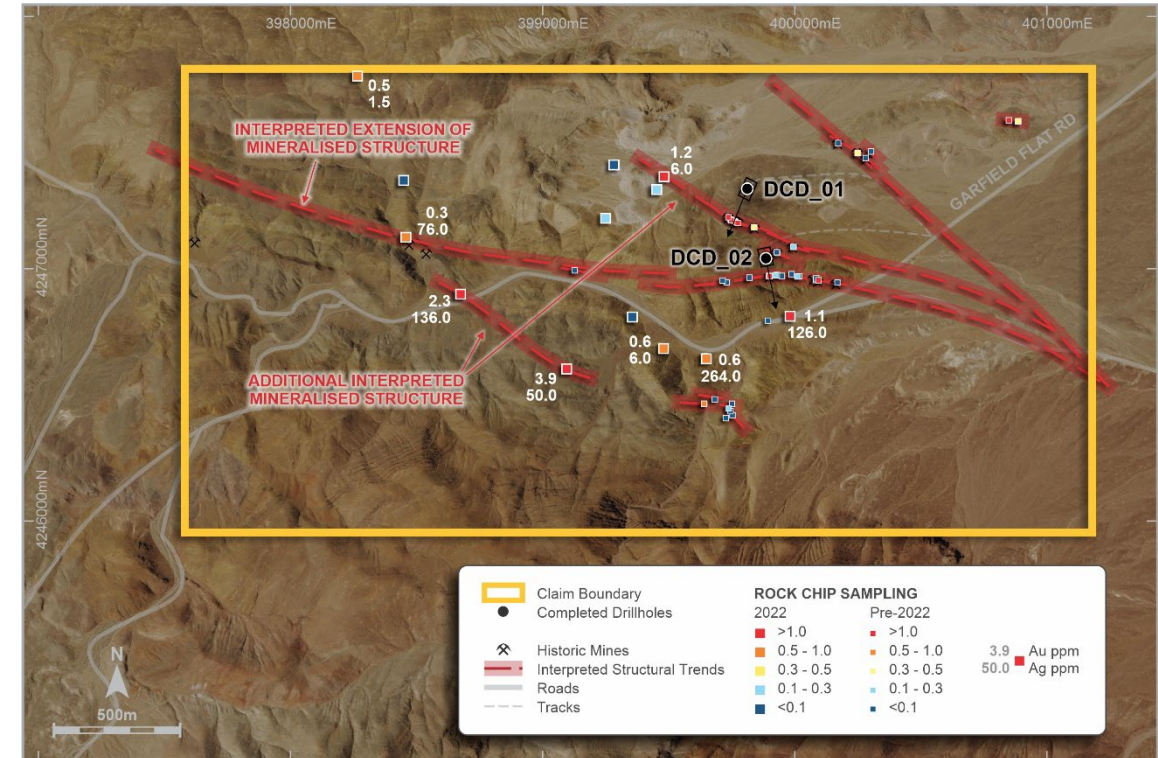 398000mE
399000mE
400000mE
401000mE
0.5
1.5
INTERPRETED EXTENSION OF
MINERALISED STRUCTURE
1.2
6.0
GARFIELD FLAT RD
DCD_01
0.3
76.0
DCD_02
4247000mN
2.3
136.0
1.1
126.0
0.6
6.0
0.6
264.0
ADDITIONAL INTERPRETED
MINERALISED STRUCTURE
3.9
50.0
4246000mN
N
500m
Claim Boundary
Completed Drillholes
Historic Mines
Interpreted Structural Trends
Roads
Tracks
ROCK CHIP SAMPLING
2022
>1.0
0.5 - 1.0
0.3 - 0.5
0.1 - 0.3
<0.1
Pre-2022
>1.0
0.5 - 1.0
0.3 - 0.5
0.1 - 0.3
<0.1
3.9 Au ppm
50.0 Ag ppm